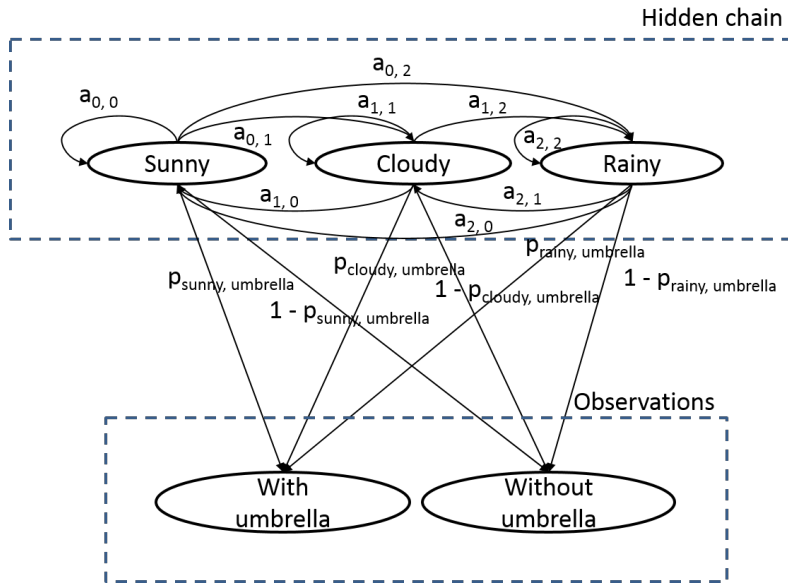 Hidden chain
a0, 2
a0, 0
a1, 1
a1, 2
a0, 1
a2, 2
Sunny
Cloudy
Rainy
a1, 0
a2, 1
a2, 0
prainy, umbrella
pcloudy, umbrella
psunny, umbrella
1 - prainy, umbrella
1 - pcloudy, umbrella
1 - psunny, umbrella
Observations
With
umbrella
Without
umbrella